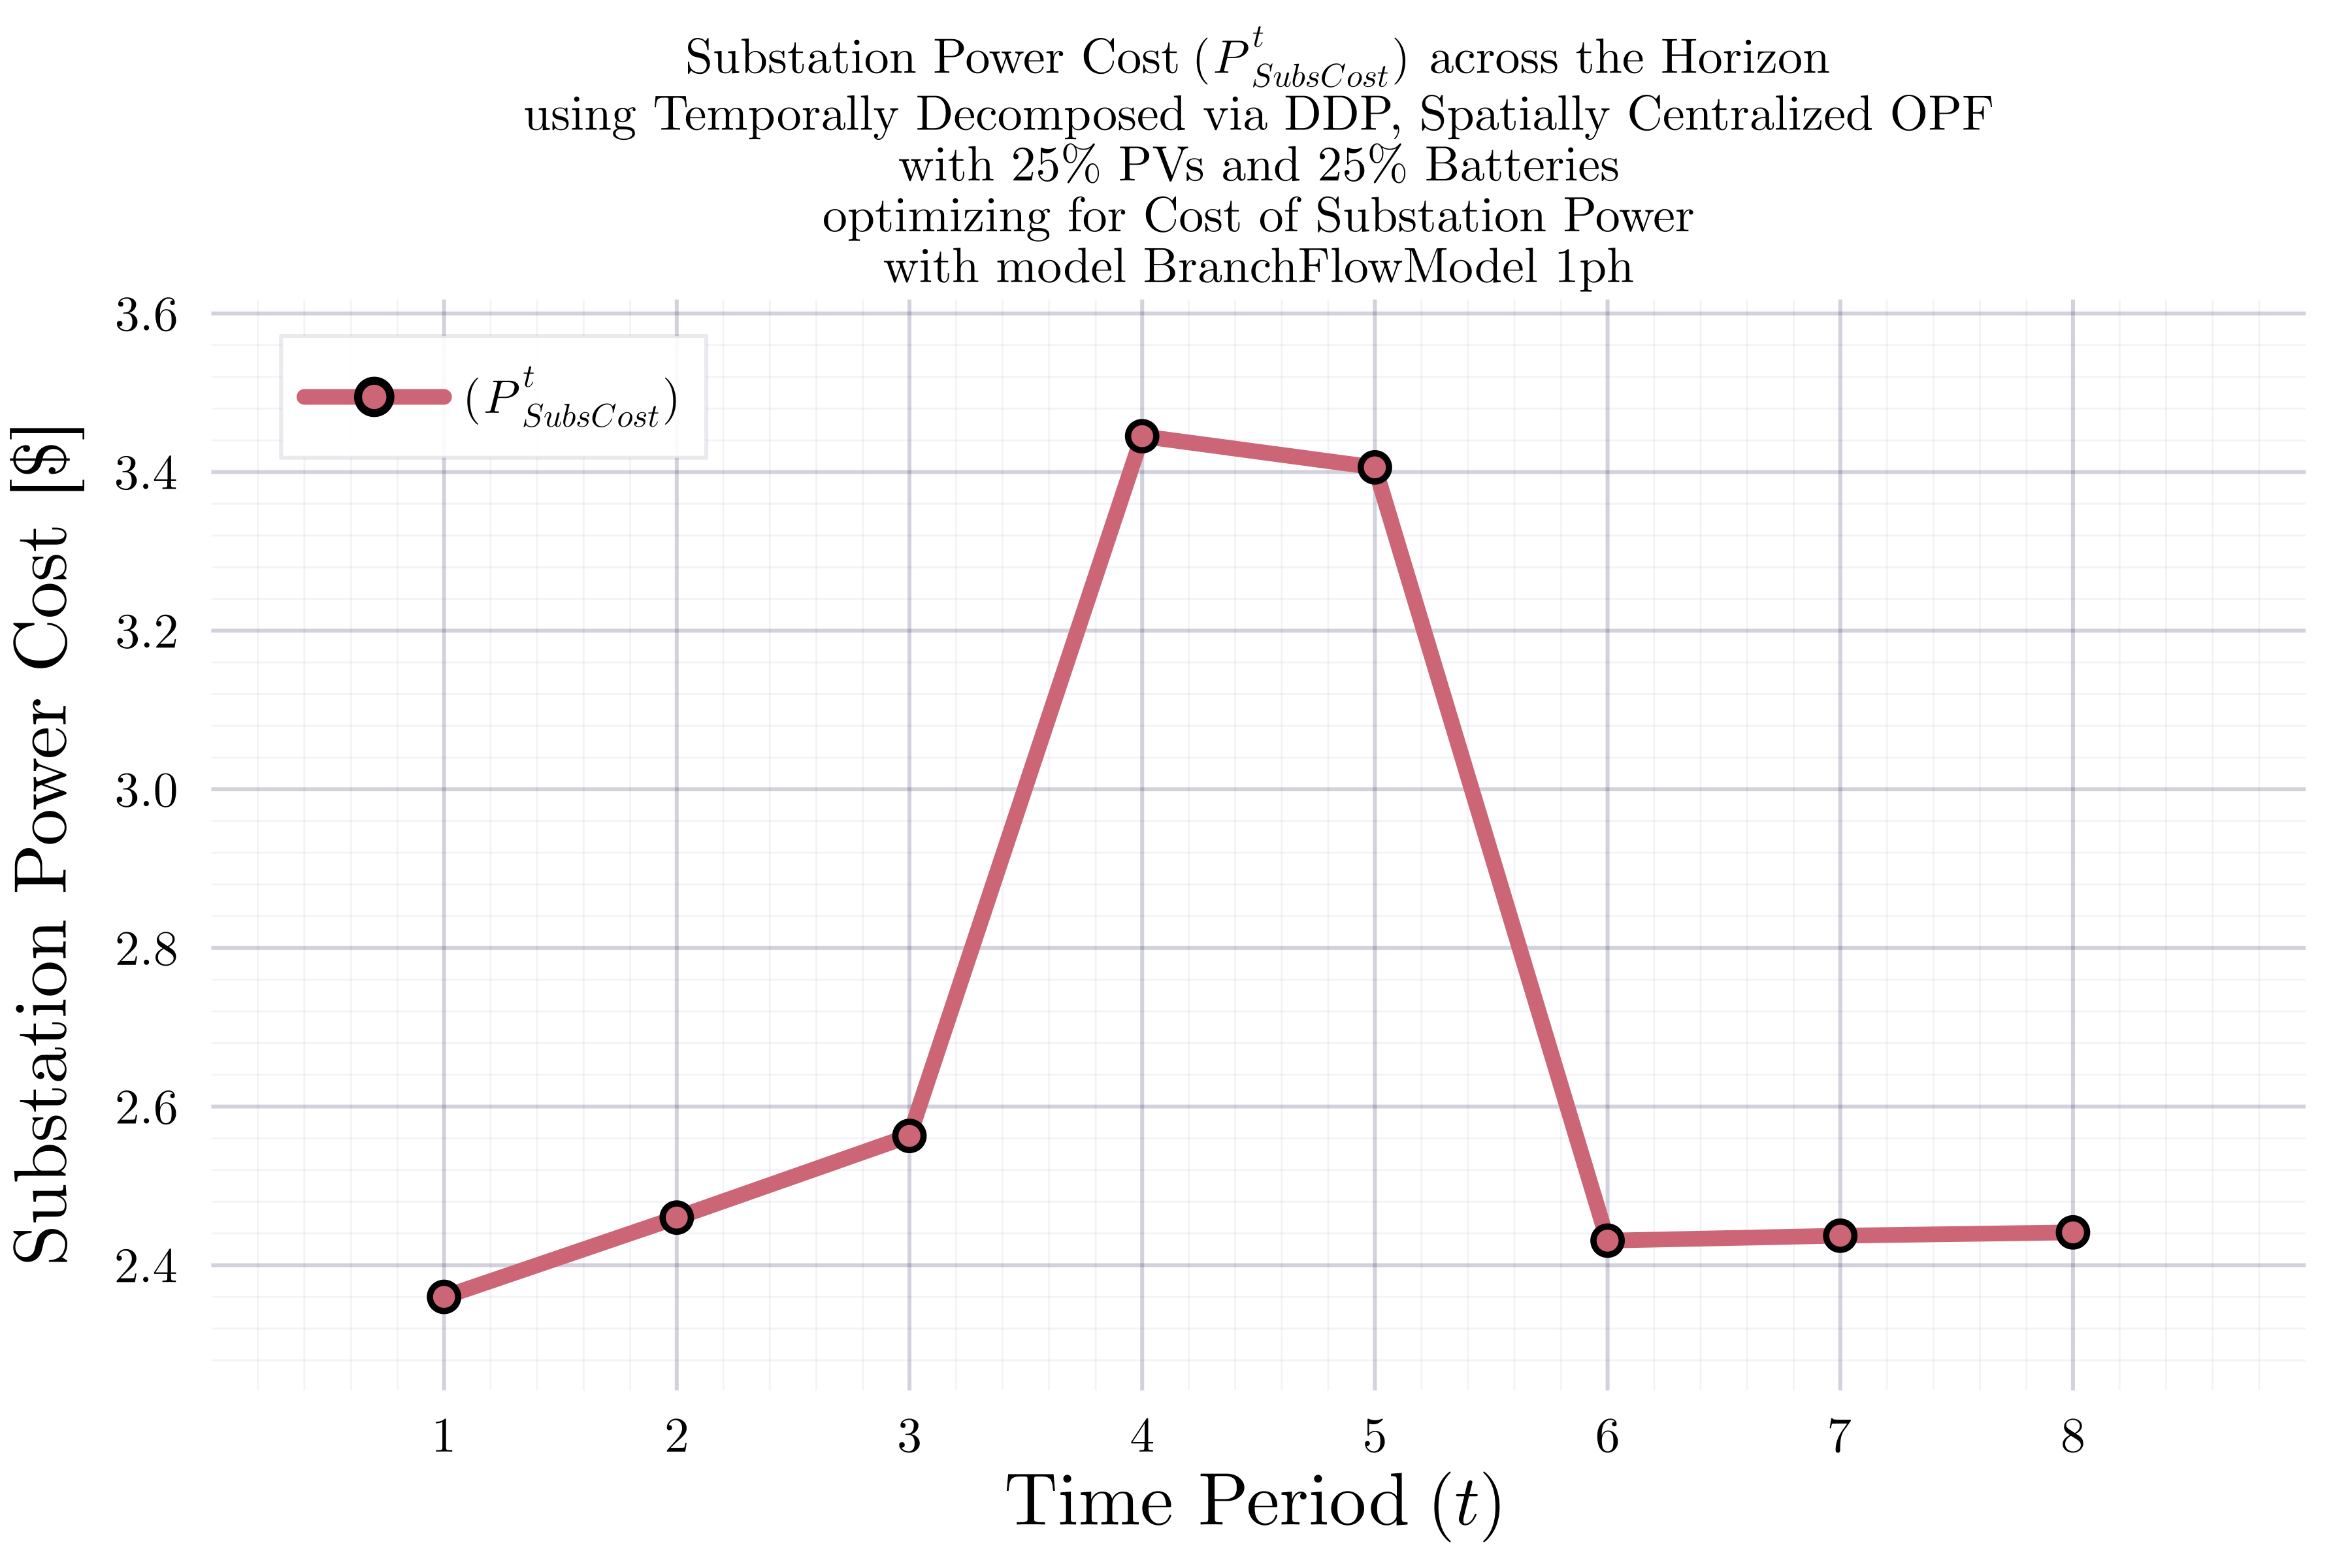 Substation Power Cost (P^t_SubsCost) across the Horizon
using Temporally Decomposed via DDP, Spatially Centralized OPF
with 25% PVs and 25% Batteries
optimizing for Cost of Substation Power
with model BranchFlowModel 1ph
(P^t_SubsCost)
Substation Power Cost [$]
3.6
3.4
3.2
3.0
2.8
2.6
2.4
1 2 3 4 5 6 7 8
Time Period (t)